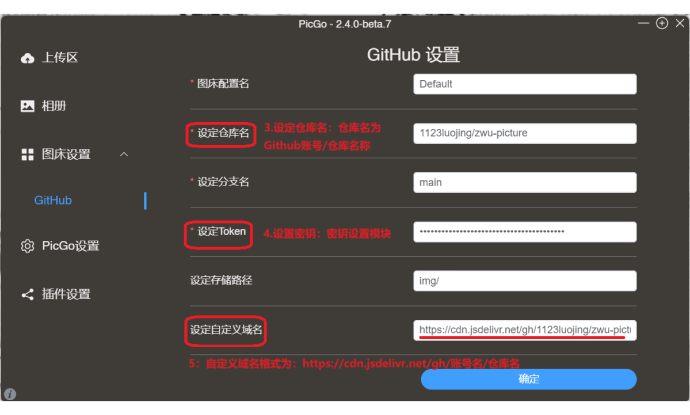 PicGo - 2.4.0-beta.7
上传区
相册
图床设置
GitHub
PicGo设置
插件设置
GitHub 设置
* 图床配置名
Default
* 设定仓库名
3.设定仓库名：仓库名为
Github账号/仓库名称
1123luojing/zwu-picture
* 设定分支名
main
* 设定Token
4.设置密钥：密钥设置模块
设定存储路径
img/
设定自定义域名
https://cdn.jsdelivr.net/gh/1123luojing/zwu-pictu
5：自定义域名格式为：https://cdn.jsdelivr.net/gh/账号名/仓库名
确定